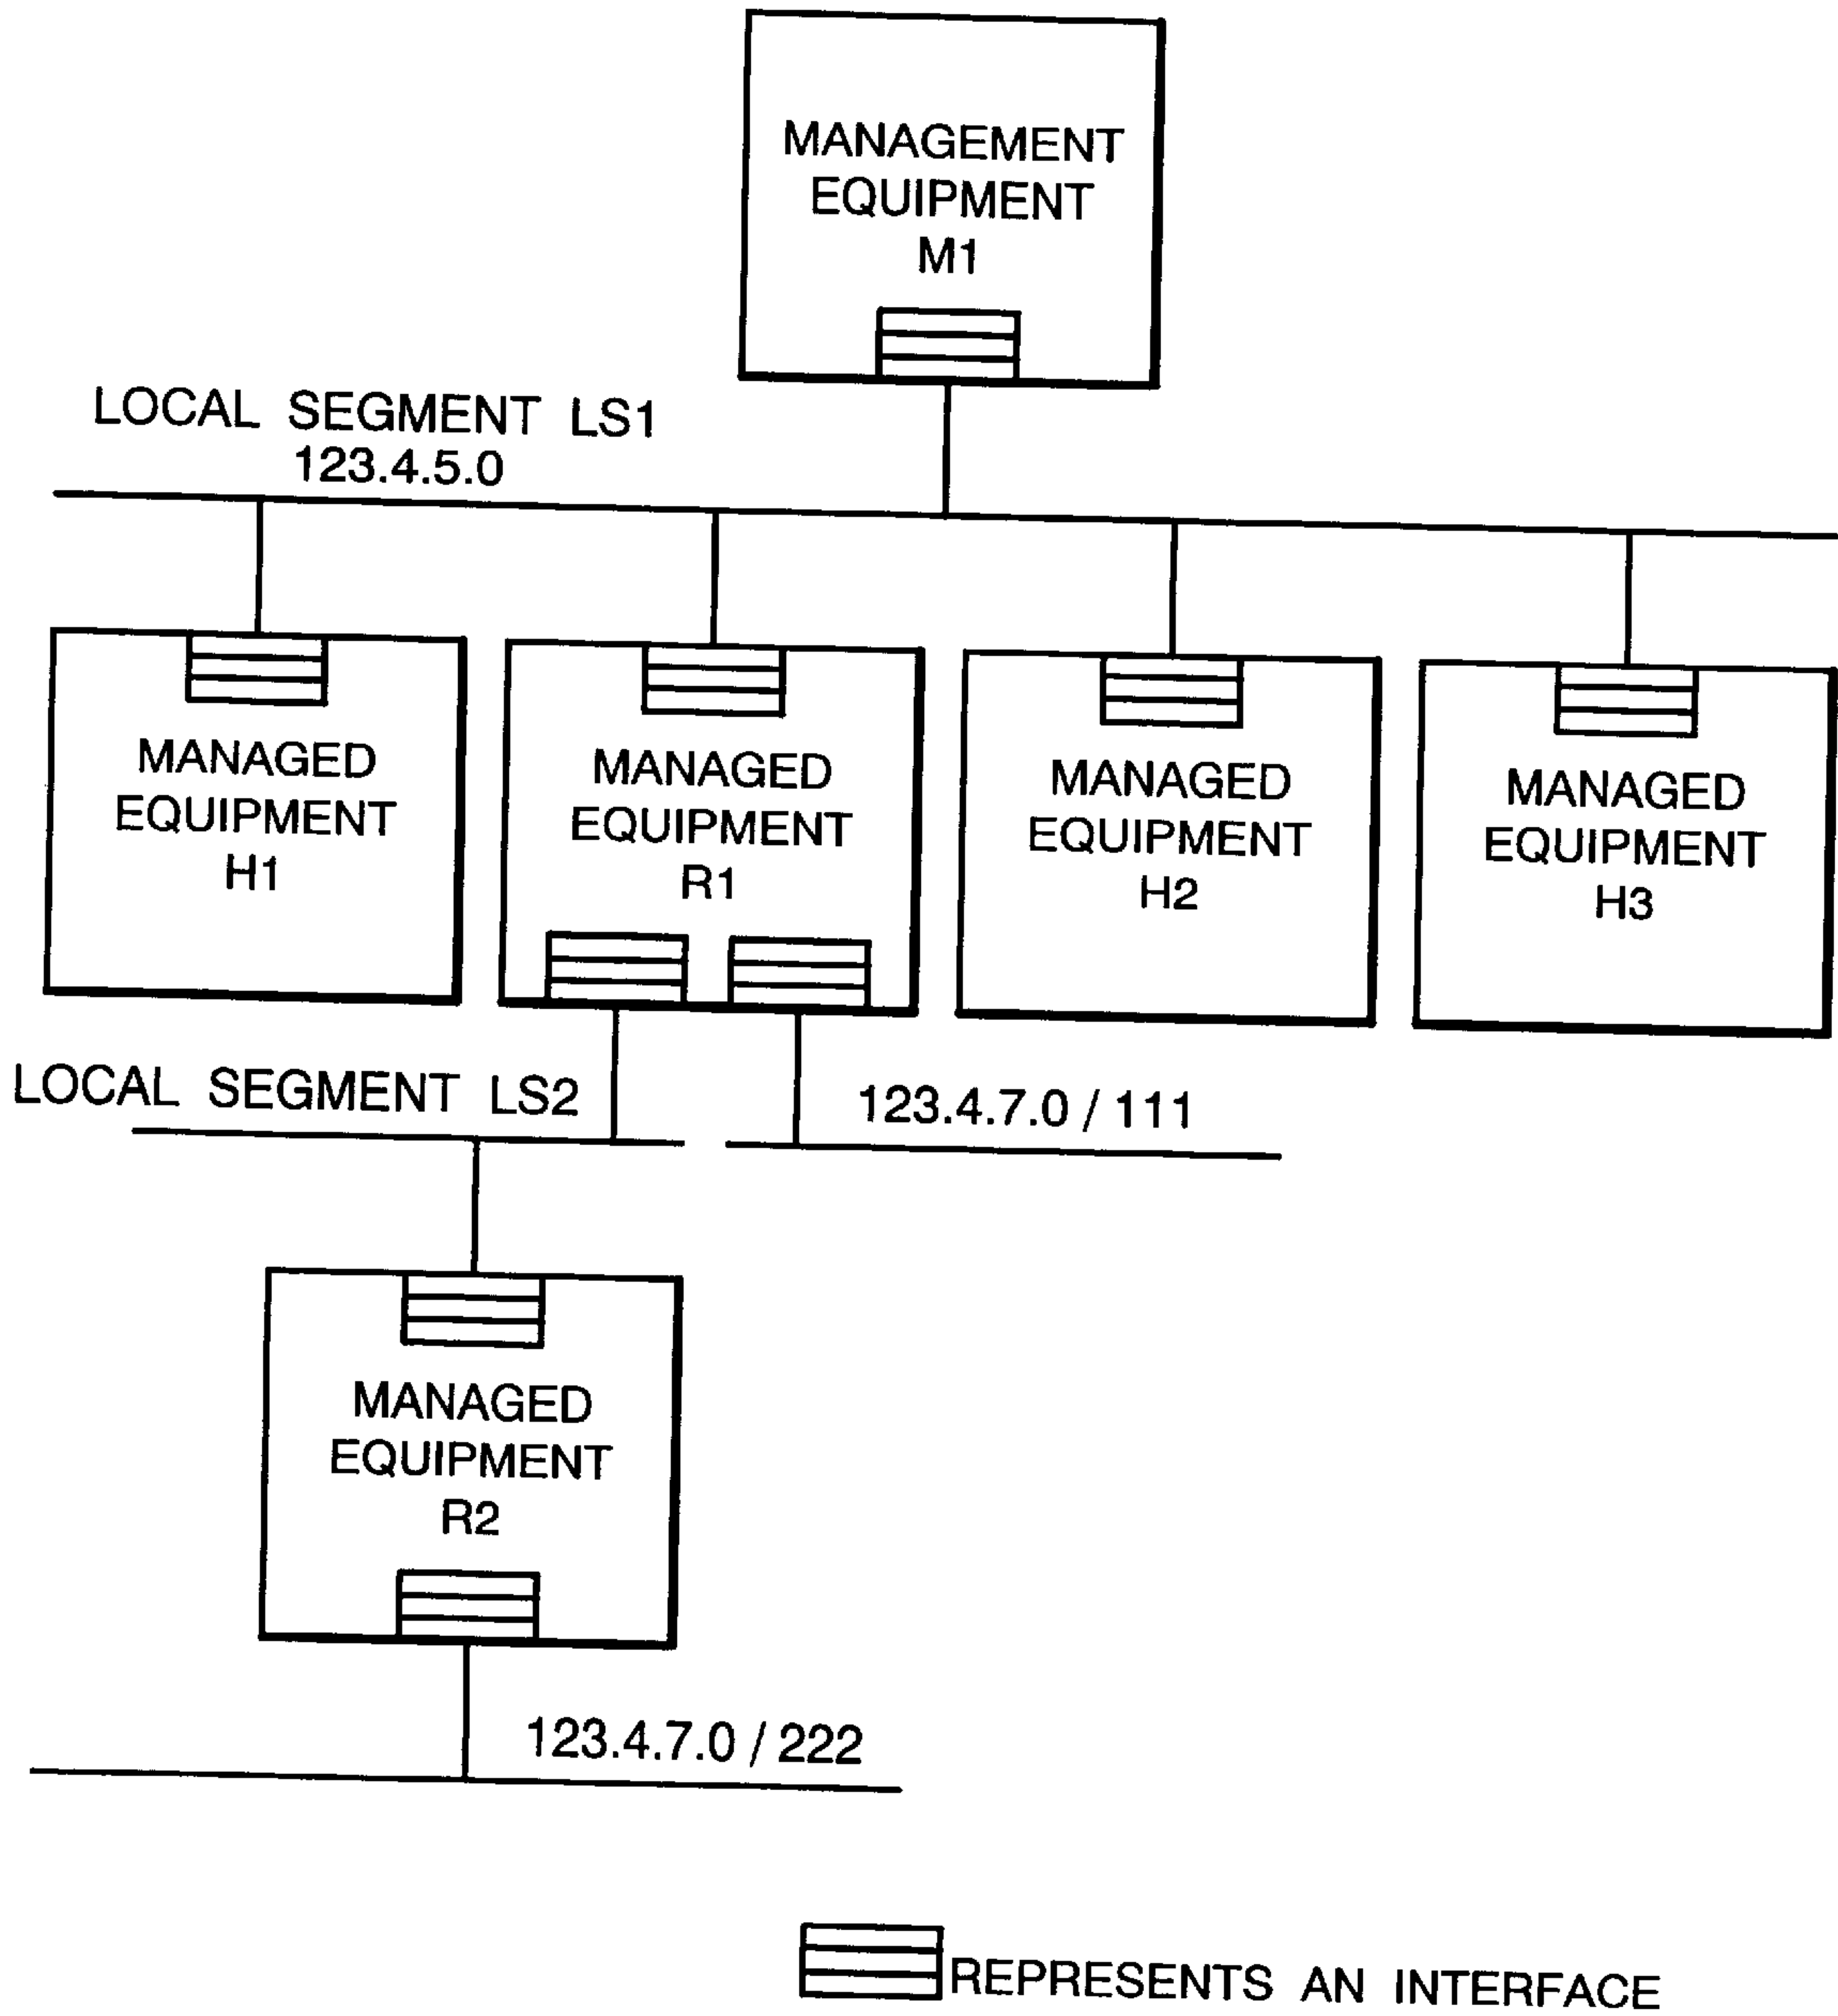 MANAGEMENT
EQUIPMENT
M1
LOCAL SEGMENT LS1
123.4.5.0
MANAGED
EQUIPMENT
H1
MANAGED
EQUIPMENT
R1
MANAGED
EQUIPMENT
H2
MANAGED
EQUIPMENT
H3
LOCAL SEGMENT LS2
123.4.7.0 / 111
MANAGED
EQUIPMENT
R2
123.4.7.0 / 222
REPRESENTS AN INTERFACE